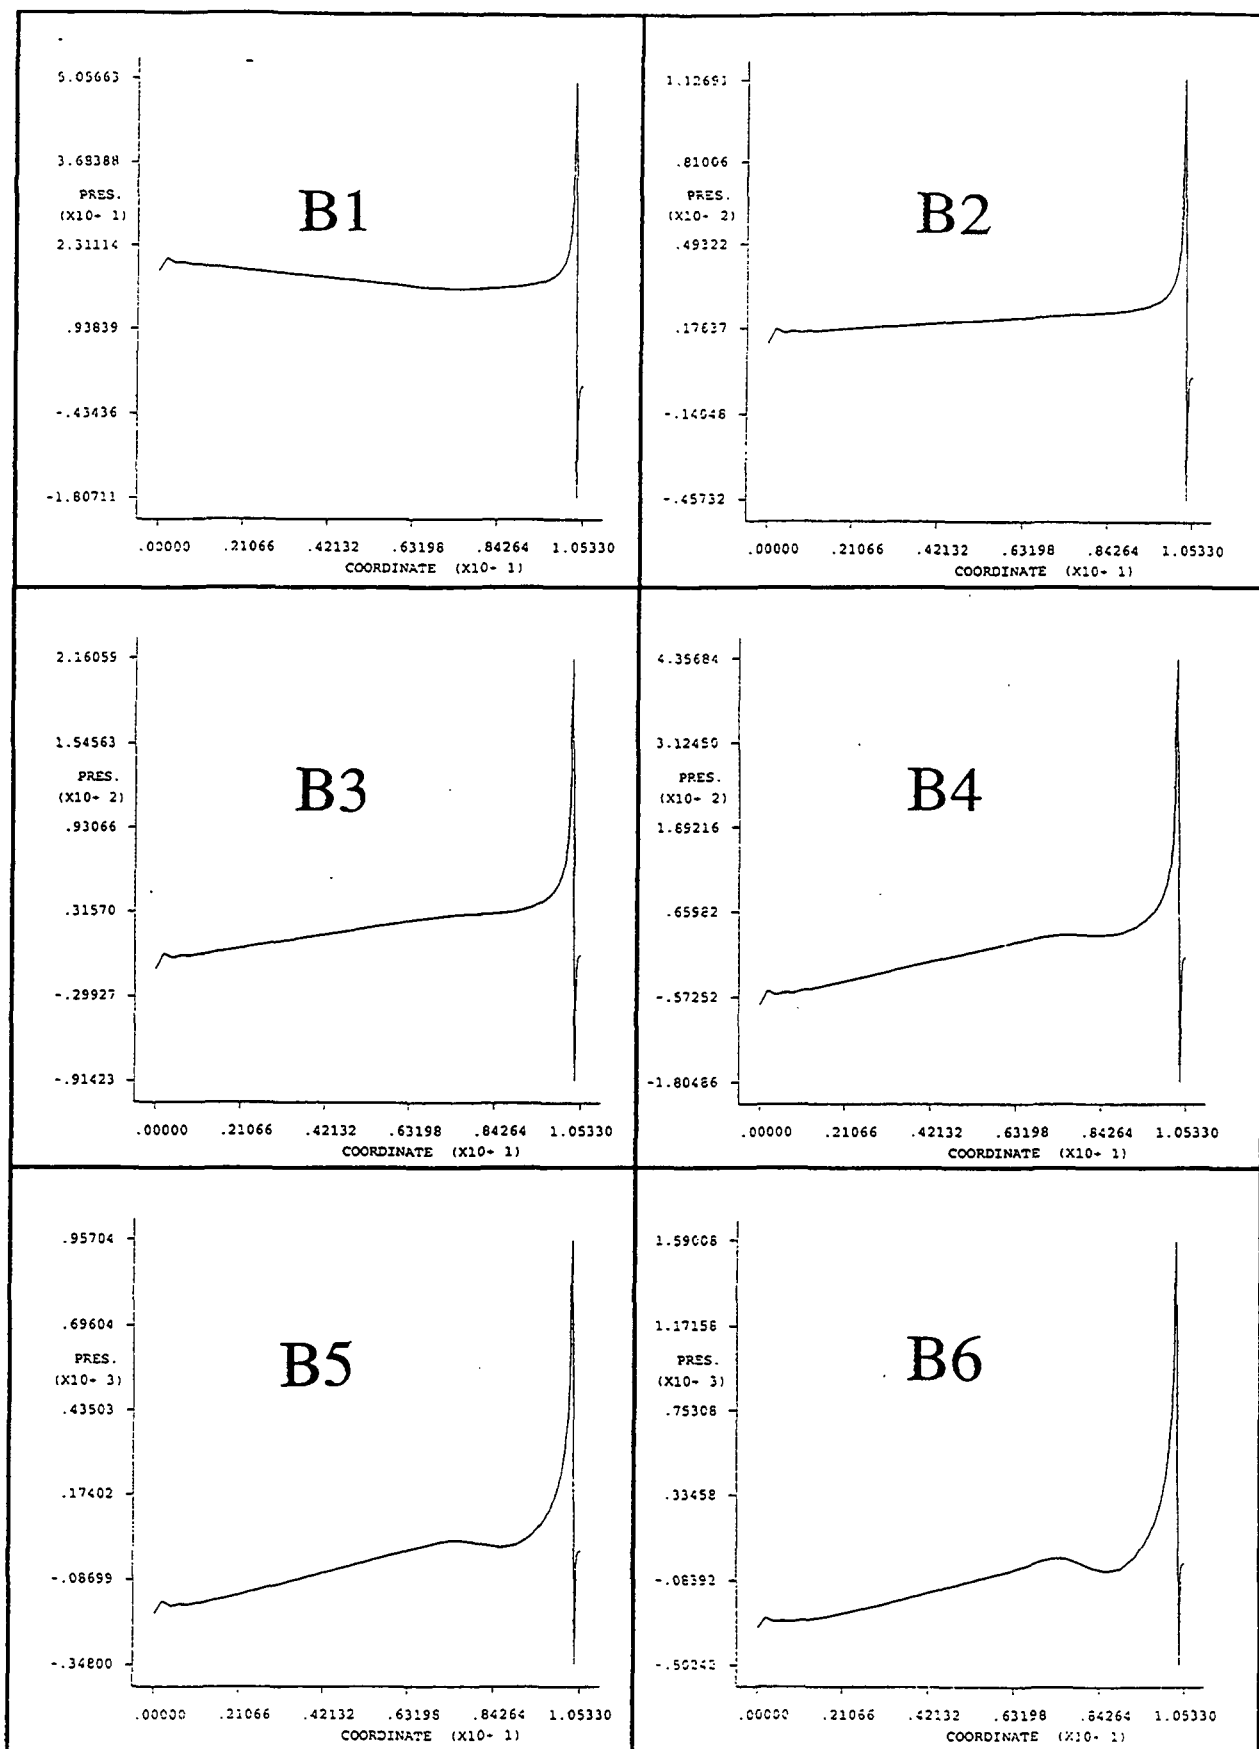 5.05663
3.68388
PRES.
(X10+ 1)
B1
2.31114
.93839
-.43436
-1.80711
.00000 .21066 .42132 .63198 .84264 1.05330
COORDINATE (X10+ 1)
1.12691
.81006
PRES.
(X10+ 2)
B2
.49322
.17637
-.14048
-.45732
.00000 .21066 .42132 .63198 .84264 1.05330
COORDINATE (X10+ 1)
2.16059
1.54563
PRES.
(X10+ 2)
B3
.93066
.31570
-.29927
-.91423
.00000 .21066 .42132 .63198 .84264 1.05330
COORDINATE (X10+ 1)
4.35684
3.12450
PRES.
(X10+ 2)
B4
1.89216
.65982
-.57252
-1.80486
.00000 .21066 .42132 .63198 .84264 1.05330
COORDINATE (X10+ 1)
.95704
.69604
PRES.
(X10+ 3)
B5
.43503
.17402
-.08699
-.34800
.00000 .21066 .42132 .63198 .84264 1.05330
COORDINATE (X10+ 1)
1.59008
1.17158
PRES.
(X10+ 3)
B6
.75308
.33458
-.08392
.00000 .21066 .42132 .63198 .84264 1.05330
COORDINATE (X10+ 1)